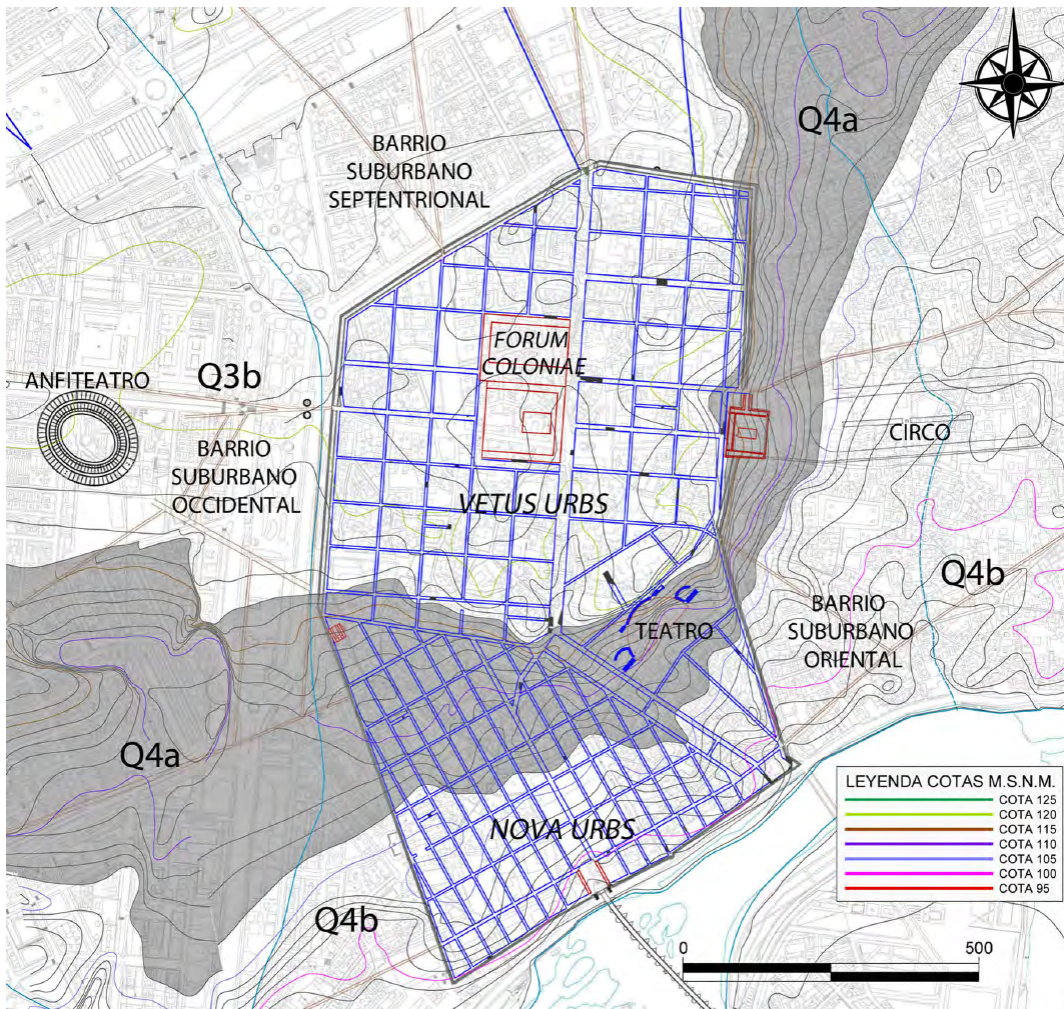 Q4a
BARRIO
SUBURBANO
SEPTENTRIONAL
FORUM
COLONIAE
ANFITEATRO
Q3b
CIRCO
BARRIO
SUBURBANO
OCCIDENTAL
VETUS URBS
Q4b
BARRIO
SUBURBANO
ORIENTAL
TEATRO
Q4a
NOVA URBS
Q4b
LEYENDA COTAS M.S.N.M.
COTA 125
COTA 120
COTA 115
COTA 110
COTA 105
COTA 100
COTA 95
0 500